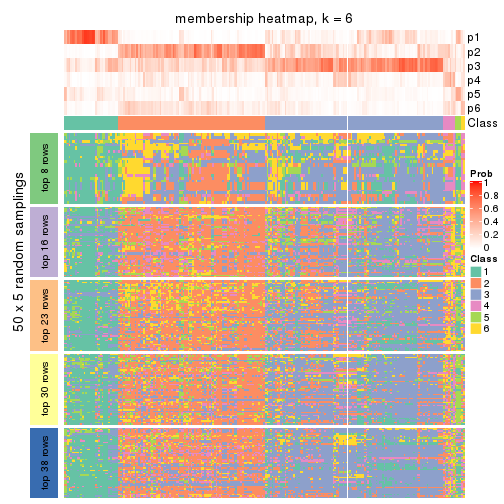 membership heatmap, k = 6
p1
p2
p3
p4
p5
p6
Class
50 x 5 random samplings
top 8 rows
top 16 rows
top 23 rows
top 30 rows
top 38 rows
Prob
1
0.8
0.6
0.4
0.2
0
Class
1
2
3
4
5
6